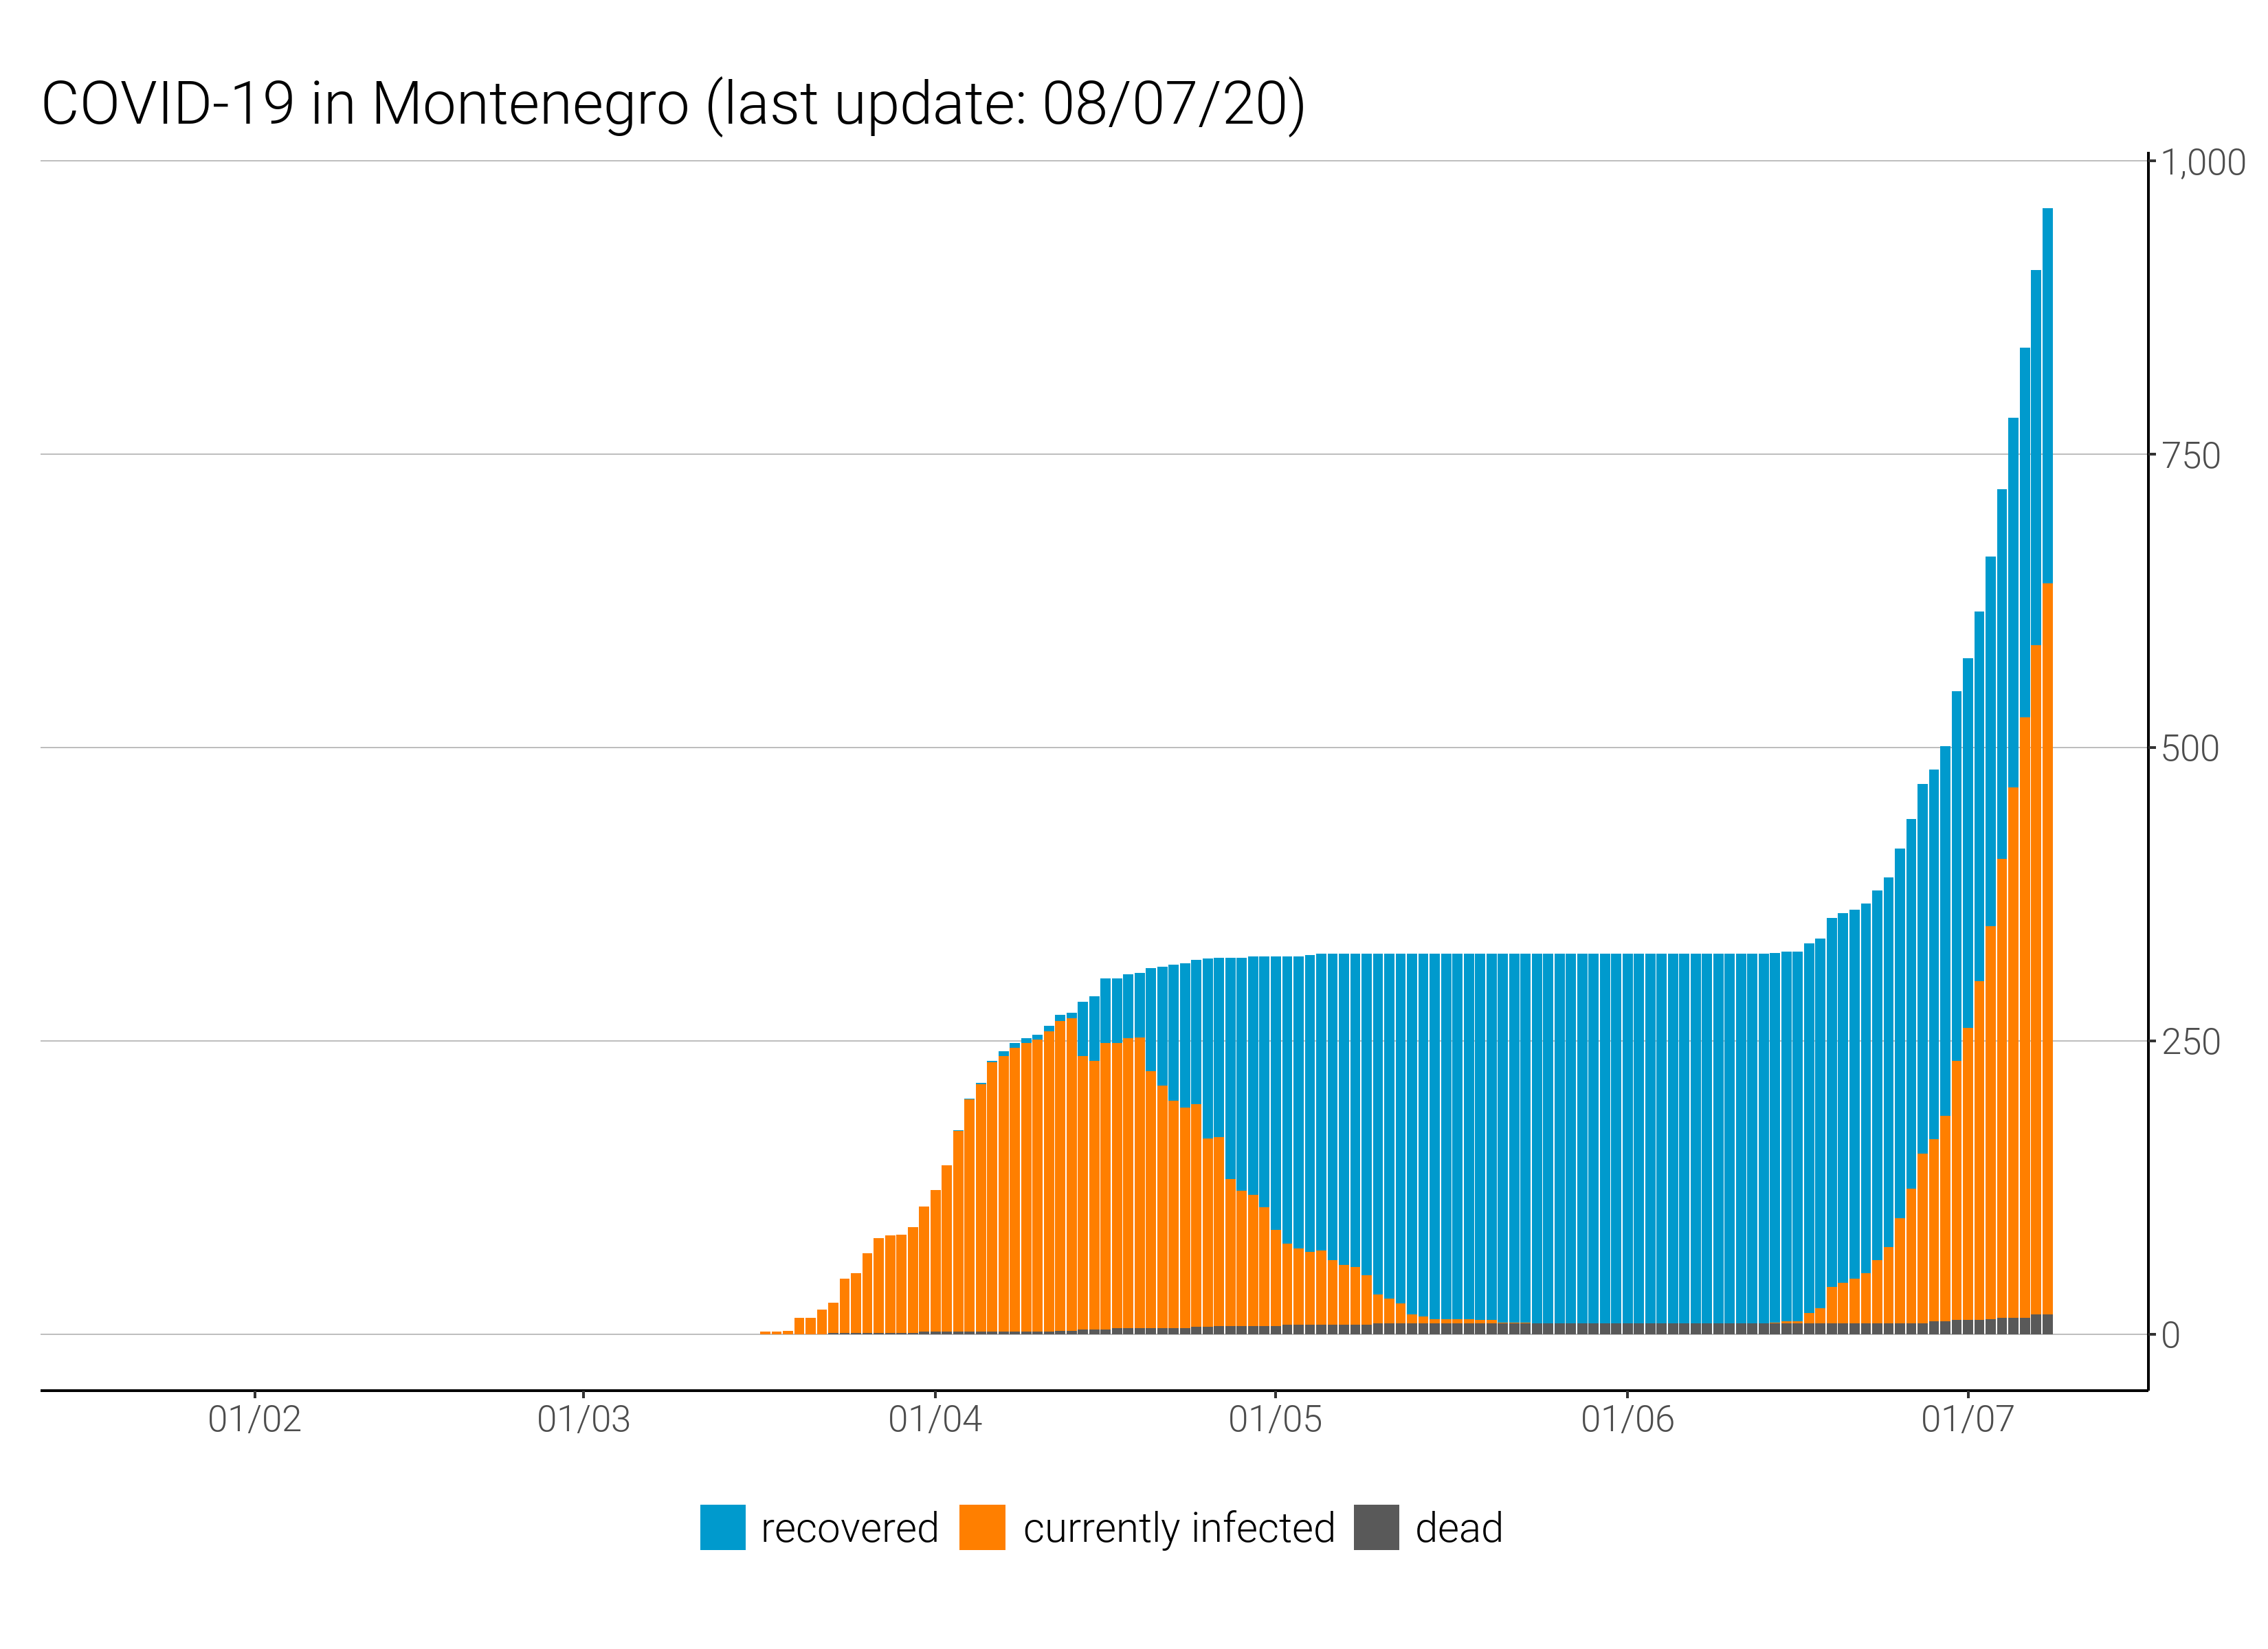 COVID-19 in Montenegro (last update: 08/07/20)
1,000
750
500
250
0
01/02 01/03 01/04 01/05 01/06 01/07
recovered currently infected dead